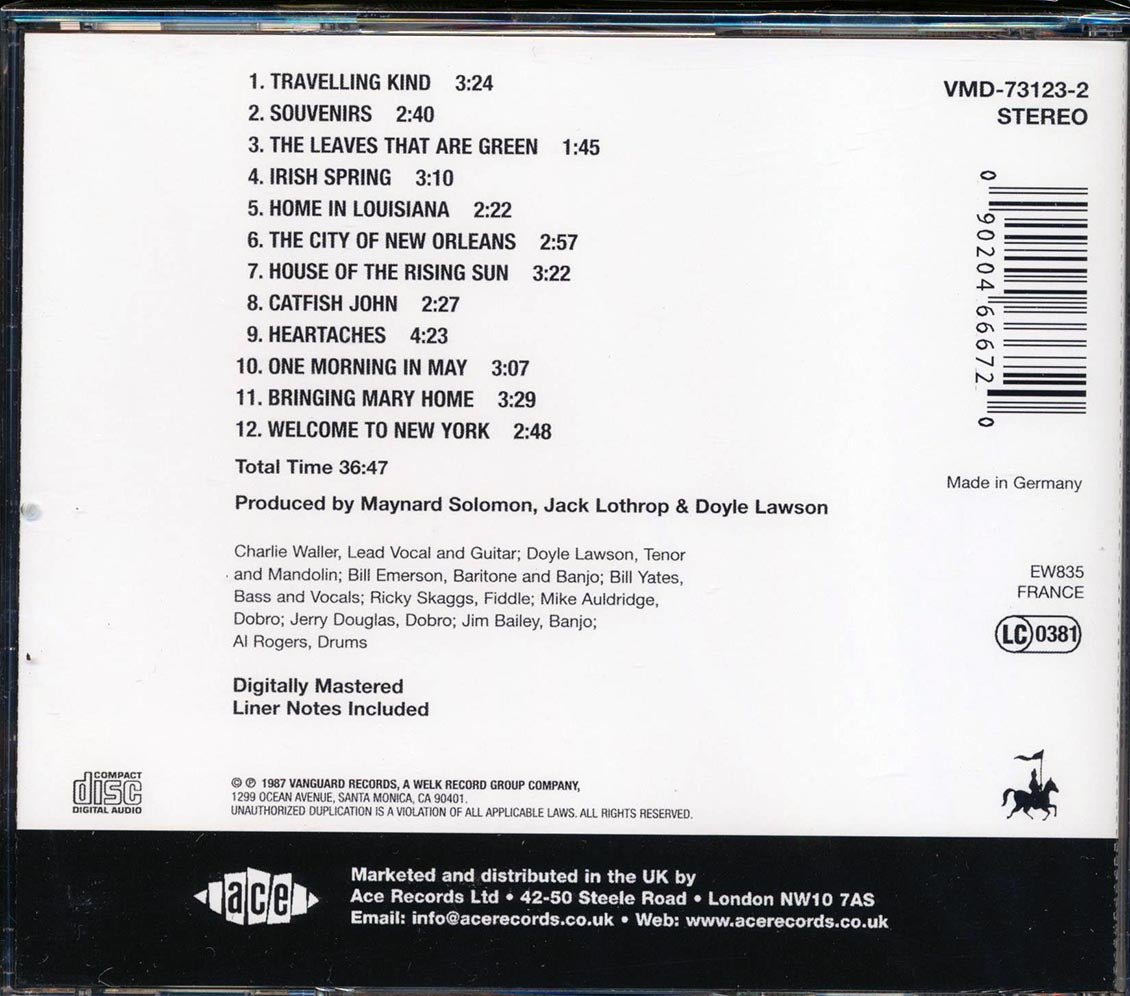 1. TRAVELLING KIND 3:24
2. SOUVENIRS 2:40
3. THE LEAVES THAT ARE GREEN 1:45
4. IRISH SPRING 3:10
5. HOME IN LOUISIANA 2:22
6. THE CITY OF NEW ORLEANS 2:57
7. HOUSE OF THE RISING SUN 3:22
8. CATFISH JOHN 2:27
9. HEARTACHES 4:23
10. ONE MORNING IN MAY 3:07
11. BRINGING MARY HOME 3:29
12. WELCOME TO NEW YORK 2:48
Total Time 36:47
Produced by Maynard Solomon, Jack Lothrop & Doyle Lawson
Charlie Waller, Lead Vocal and Guitar; Doyle Lawson, Tenor
and Mandolin; Bill Emerson, Baritone and Banjo; Bill Yates,
Bass and Vocals; Ricky Skaggs, Fiddle; Mike Auldridge,
Dobro; Jerry Douglas, Dobro; Jim Bailey, Banjo;
Al Rogers, Drums
Digitally Mastered
Liner Notes Included
VMD-73123-2
STEREO
0 90204 66672 0
Made in Germany
EW835
FRANCE
LC 0381
COMPACT
disc
DIGITAL AUDIO
© ℗ 1987 VANGUARD RECORDS, A WELK RECORD GROUP COMPANY,
1299 OCEAN AVENUE, SANTA MONICA, CA 90401.
UNAUTHORIZED DUPLICATION IS A VIOLATION OF ALL APPLICABLE LAWS. ALL RIGHTS RESERVED.
ace
Marketed and distributed in the UK by
Ace Records Ltd • 42-50 Steele Road • London NW10 7AS
Email: info@acerecords.co.uk • Web: www.acerecords.co.uk